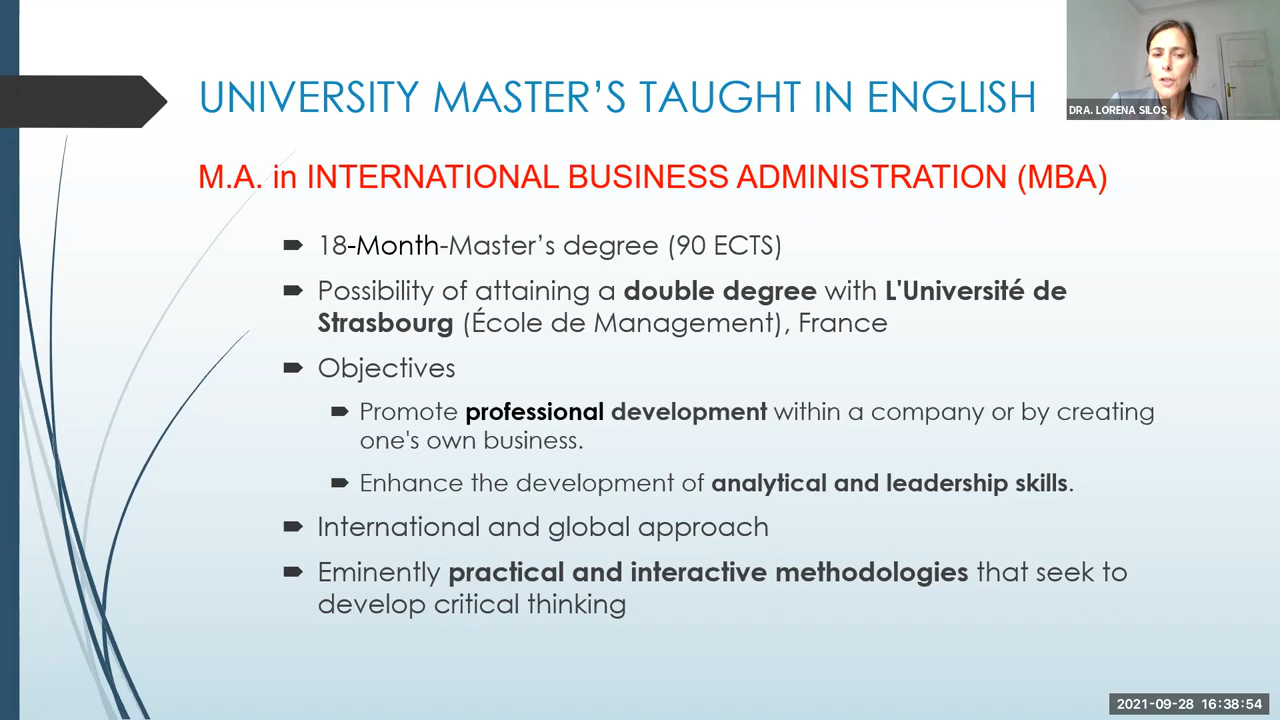 UNIVERSITY MASTER’S TAUGHT IN ENGLISH
DRA. LORENA SILOS
M.A. in INTERNATIONAL BUSINESS ADMINISTRATION (MBA)
18-Month-Master’s degree (90 ECTS)
Possibility of attaining a double degree with L'Université de
Strasbourg (École de Management), France
Objectives
Promote professional development within a company or by creating
one's own business.
Enhance the development of analytical and leadership skills.
International and global approach
Eminently practical and interactive methodologies that seek to
develop critical thinking
2021-09-28 16:38:54